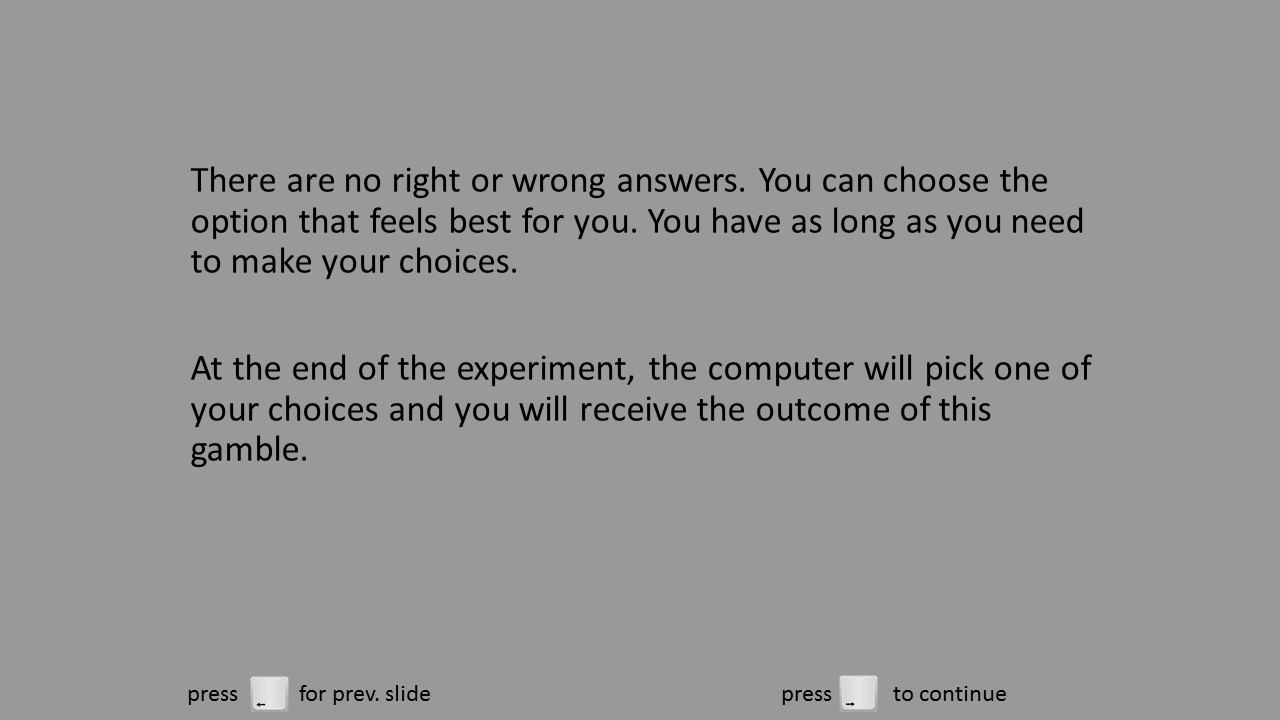 There are no right or wrong answers. You can choose the
option that feels best for you. You have as long as you need
to make your choices.
At the end of the experiment, the computer will pick one of
your choices and you will receive the outcome of this
gamble.
press ← for prev. slide
press → to continue